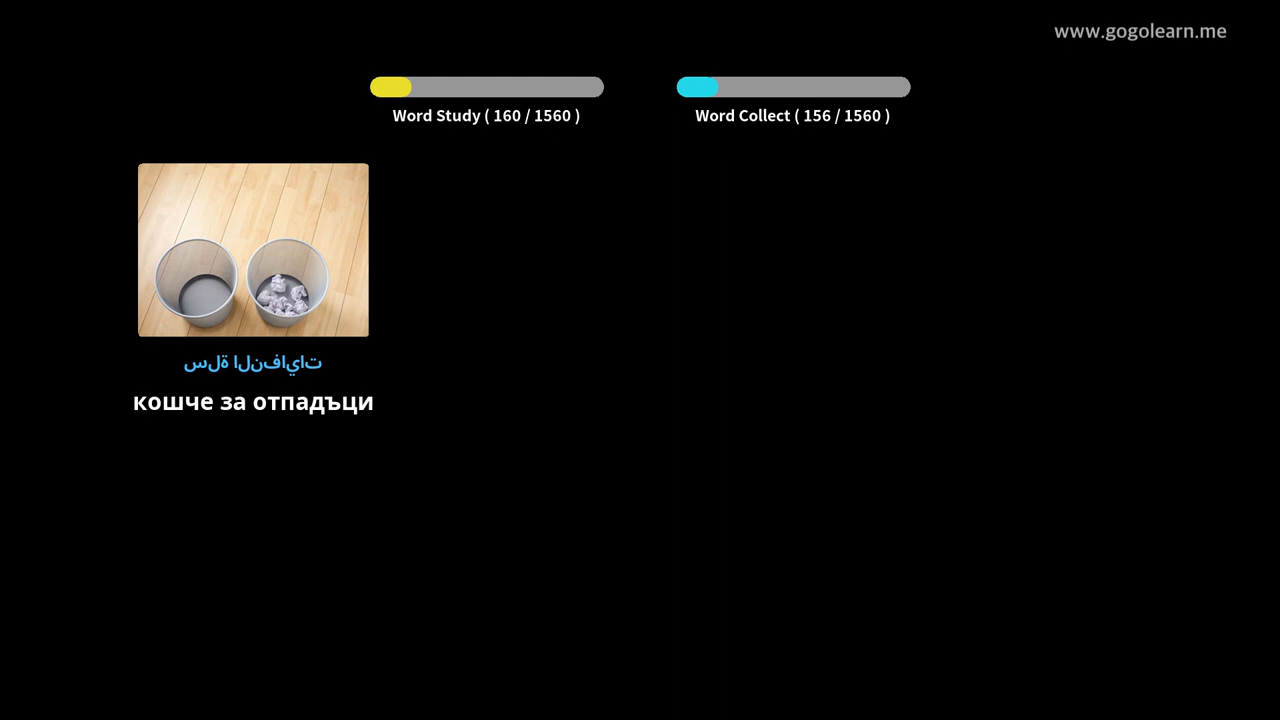 www.gogolearn.me
Word Study ( 160 / 1560 )
Word Collect ( 156 / 1560 )
سلة النفايات
кошче за отпадъци